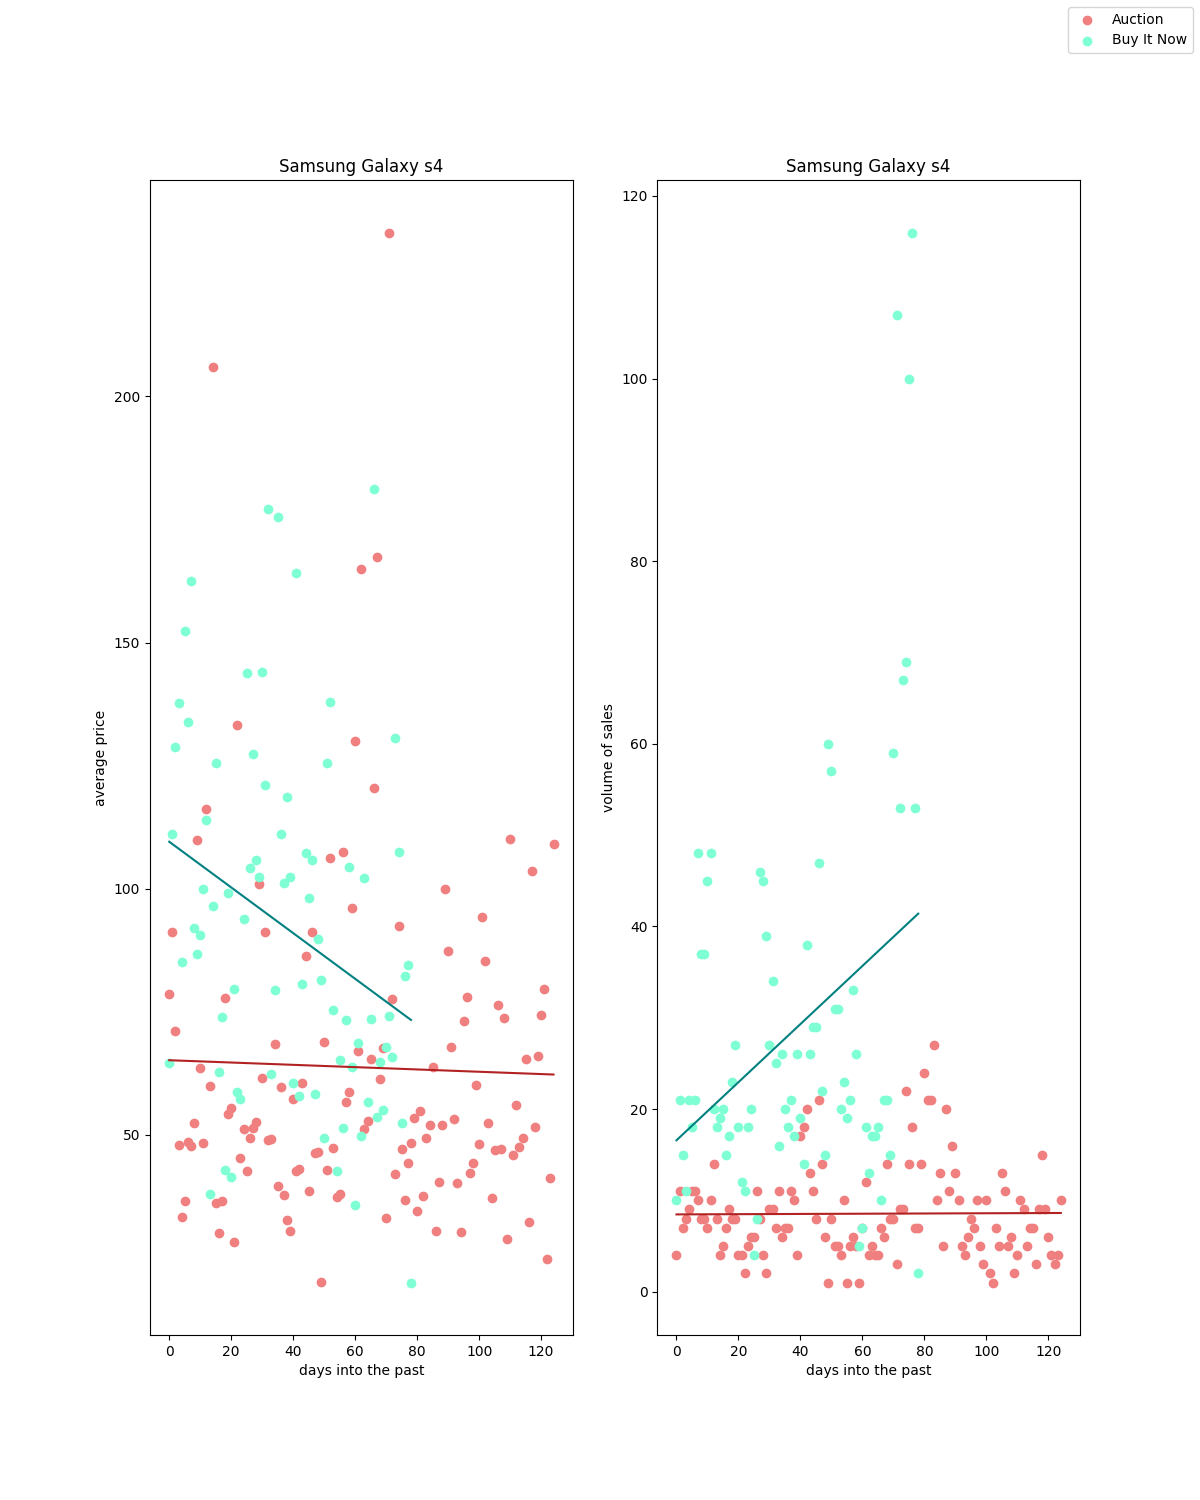 Auction
Buy It Now
Samsung Galaxy s4
200
150
100
50
average price
0 20 40 60 80 100 120
days into the past
Samsung Galaxy s4
120
100
80
60
40
20
0
volume of sales
0 20 40 60 80 100 120
days into the past